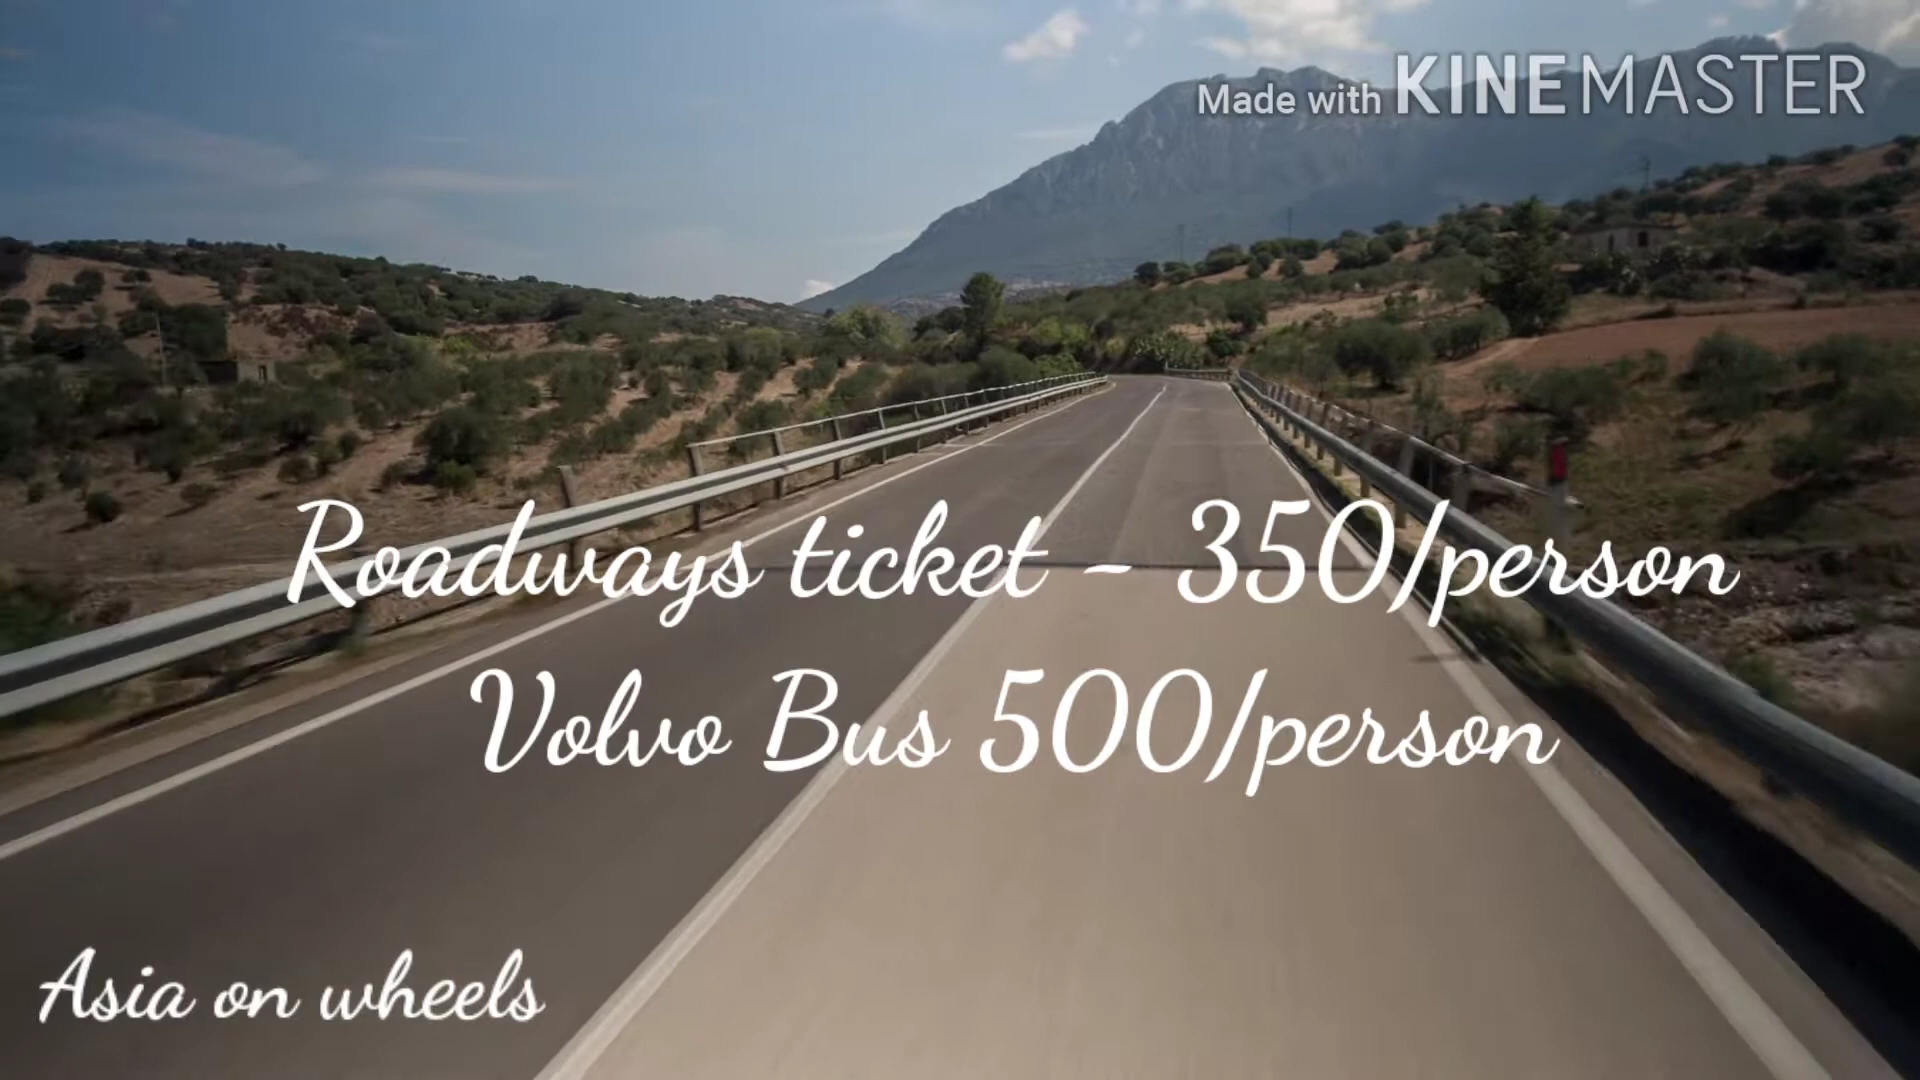 Made with KINEMASTER
Roadways ticket - 350/person
Volvo Bus 500/person
Asia on wheels